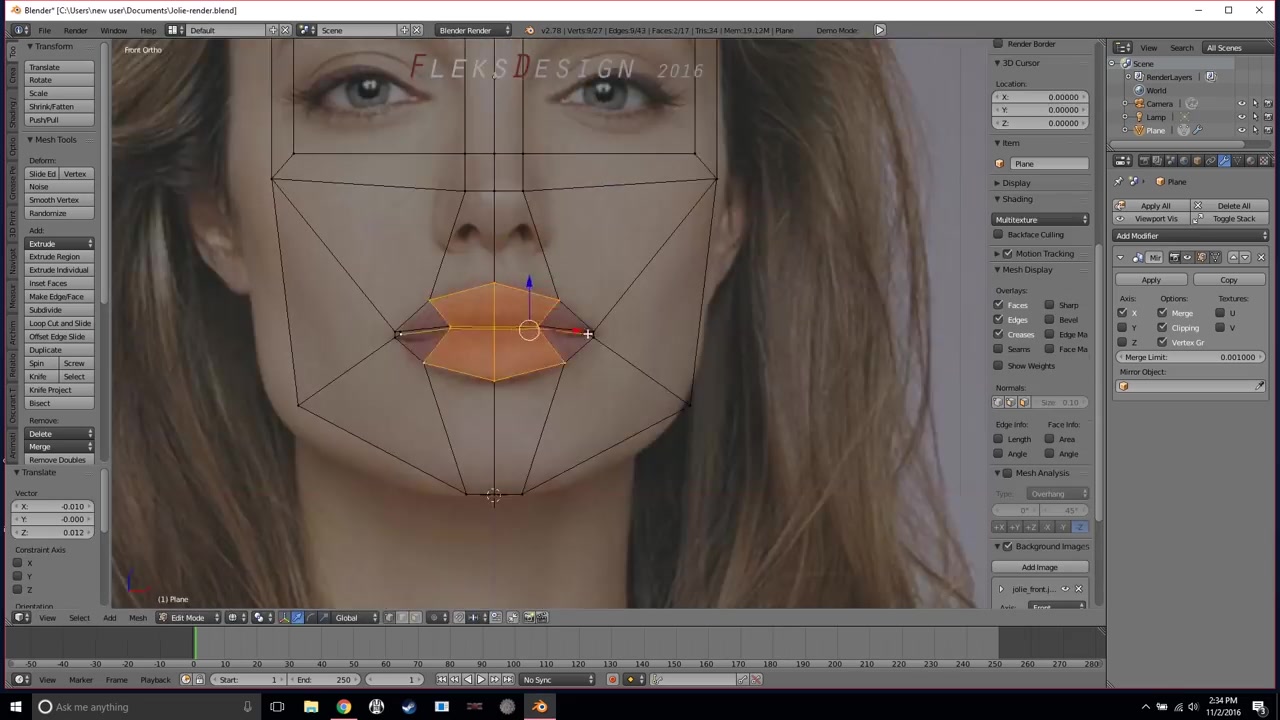 Blender* [C:\Users\new user\Documents\Jolie-render.blend]
File Render Window Help Default Scene Blender Render v2.78 | Verts:9/27 | Edges:9/43 | Faces:2/17 | Tris:34 | Mem:19.12M | Plane Demo Mode:
Front Ortho
FLEKSDESIGN 2016
Transform
Translate
Rotate
Scale
Shrink/Fatten
Push/Pull
Mesh Tools
Deform:
Slide Ed Vertex
Noise
Smooth Vertex
Randomize
Add:
Extrude
Extrude Region
Extrude Individual
Inset Faces
Make Edge/Face
Subdivide
Loop Cut and Slide
Offset Edge Slide
Duplicate
Spin Screw
Knife Select
Knife Project
Bisect
Remove:
Delete
Merge
Remove Doubles
Translate
Vector
X: -0.010
Y: -0.000
Z: 0.012
Constraint Axis
X
Y
Z
Orientation
(1) Plane
Render Border
3D Cursor
Location:
X: 0.00000
Y: 0.00000
Z: 0.00000
Item
Plane
Display
Shading
Multitexture
Backface Culling
Motion Tracking
Mesh Display
Overlays:
Faces Sharp
Edges Bevel
Creases Edge Ma
Seams Face Ma
Show Weights
Normals:
Size: 0.10
Edge Info: Face Info:
Length Area
Angle Angle
Mesh Analysis
Type: Overhang
0° 45°
+X +Y +Z -X -Y -Z
Background Images
Add Image
jolie_front.j...
Axis: Front
View Search All Scenes
Scene
RenderLayers
World
Camera
Lamp
Plane
Plane
Apply All Delete All
Viewport Vis Toggle Stack
Add Modifier
Mir
Apply Copy
Axis: Options: Textures:
X Merge U
Y Clipping V
Z Vertex Gr
Merge Limit: 0.001000
Mirror Object:
View Select Add Mesh Edit Mode Global
-50 -40 -30 -20 -10 0 10 20 30 40 50 60 70 80 90 100 110 120 130 140 150 160 170 180 190 200 210 220 230 240 250 260 270 280
View Marker Frame Playback Start: 1 End: 250 1 No Sync
Ask me anything
2:34 PM
11/2/2016